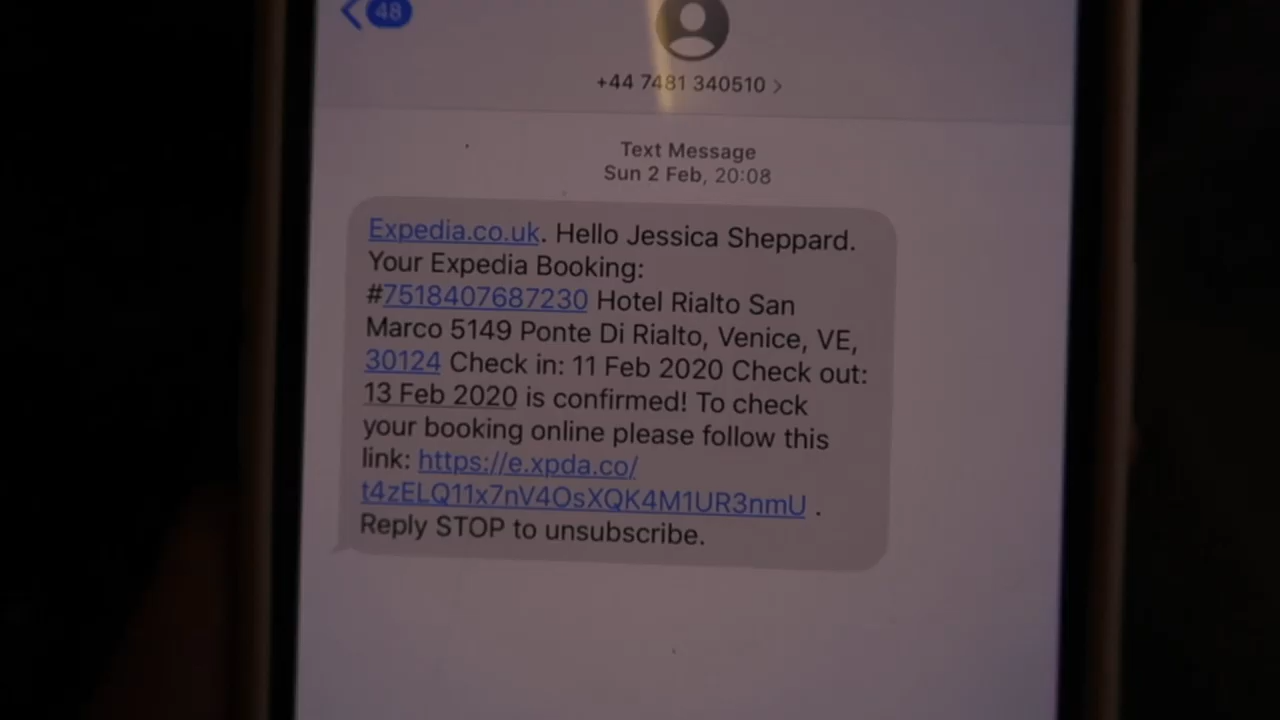 48
+44 7481 340510 >
Text Message
Sun 2 Feb, 20:08
Expedia.co.uk. Hello Jessica Sheppard.
Your Expedia Booking:
#7518407687230 Hotel Rialto San
Marco 5149 Ponte Di Rialto, Venice, VE,
30124 Check in: 11 Feb 2020 Check out:
13 Feb 2020 is confirmed! To check
your booking online please follow this
link: https://e.xpda.co/
t4zELQ11x7nV4OsXQK4M1UR3nmU .
Reply STOP to unsubscribe.